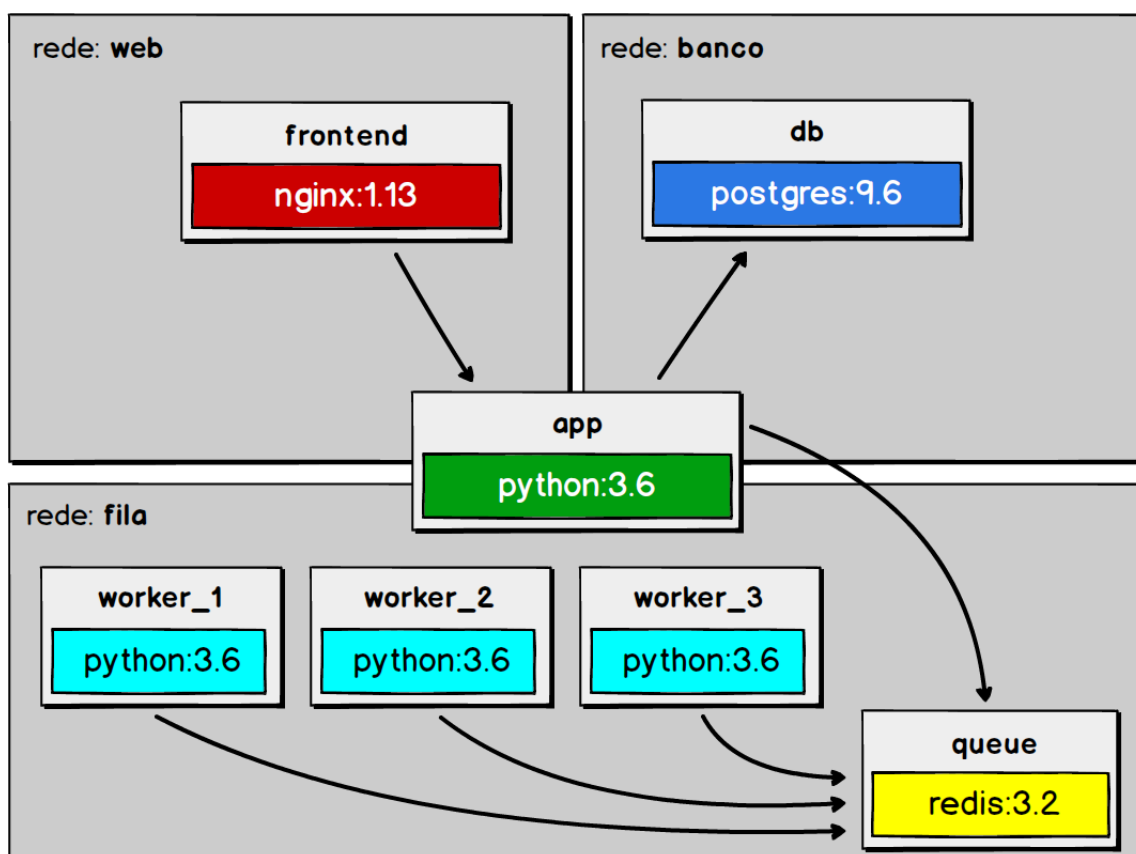 rede: web
frontend
nginx:1.13
rede: banco
db
postgres:9.6
app
python:3.6
rede: fila
worker_1
python:3.6
worker_2
python:3.6
worker_3
python:3.6
queue
redis:3.2